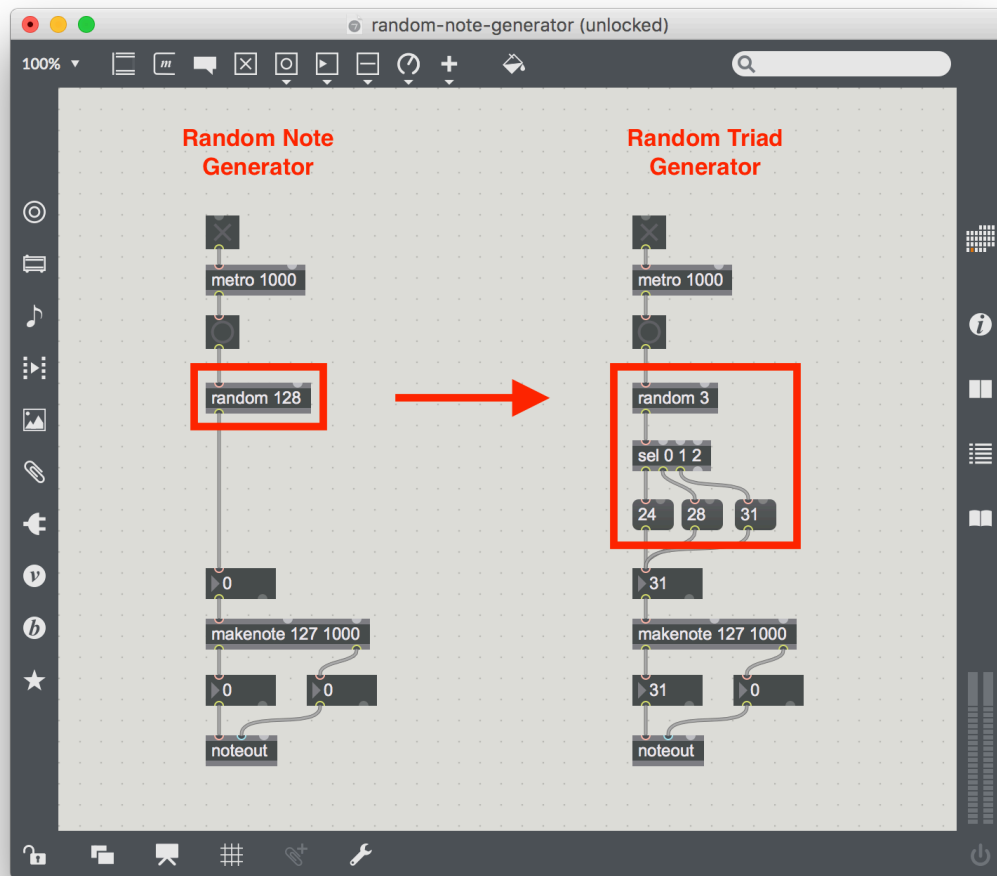 random-note-generator (unlocked)
100%
m
Random Note
Generator
metro 1000
random 128
0
makenote 127 1000
0
0
noteout
Random Triad
Generator
metro 1000
random 3
sel 0 1 2
24
28
31
31
makenote 127 1000
31
0
noteout
i
v
b